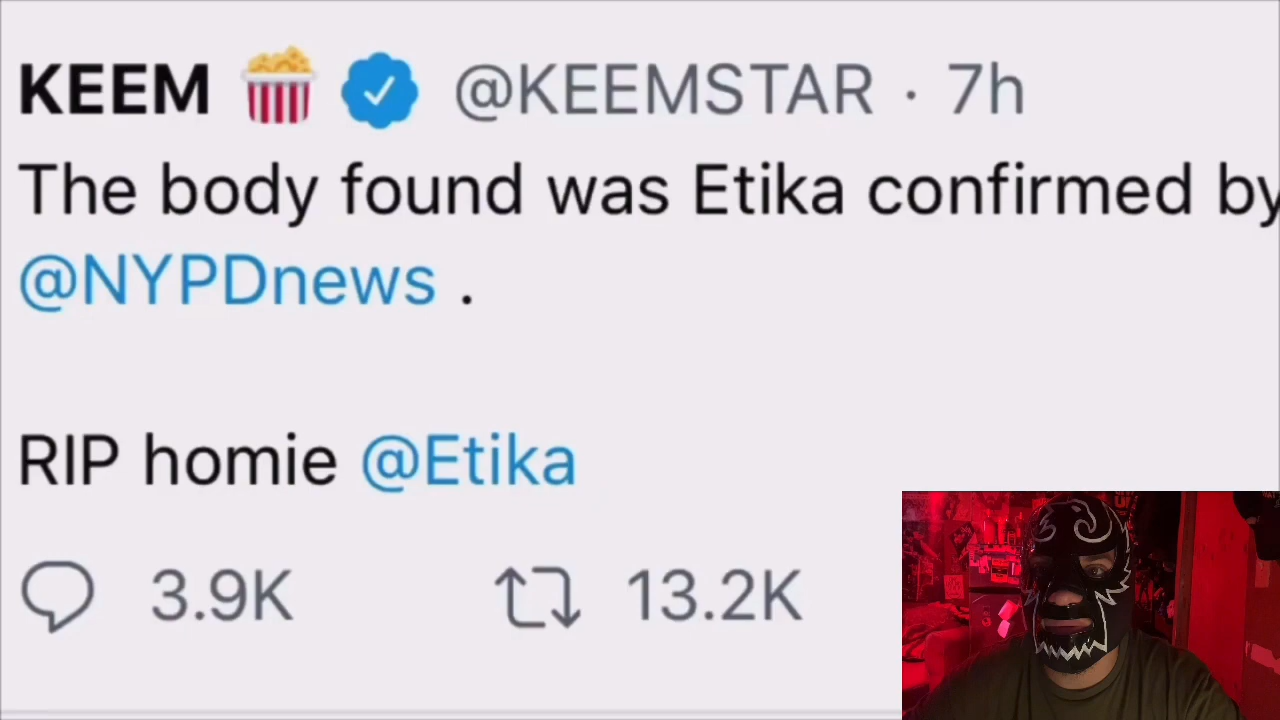 KEEM 🍿 @KEEMSTAR · 7h
The body found was Etika confirmed by
@NYPDnews .
RIP homie @Etika
3.9K 13.2K